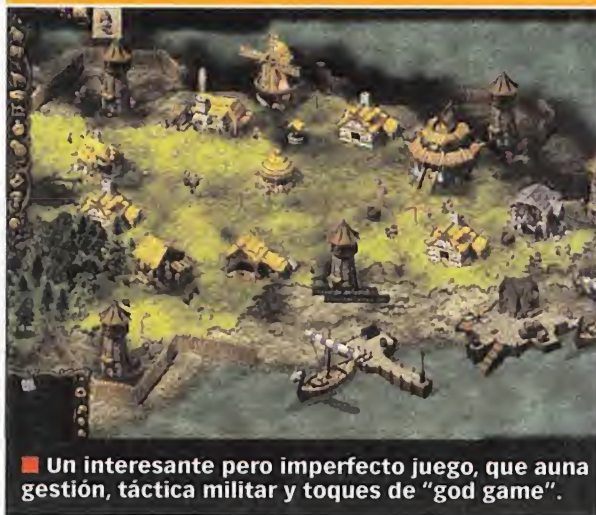 Un interesante pero imperfecto juego, que auna
gestión, táctica militar y toques de "god game".